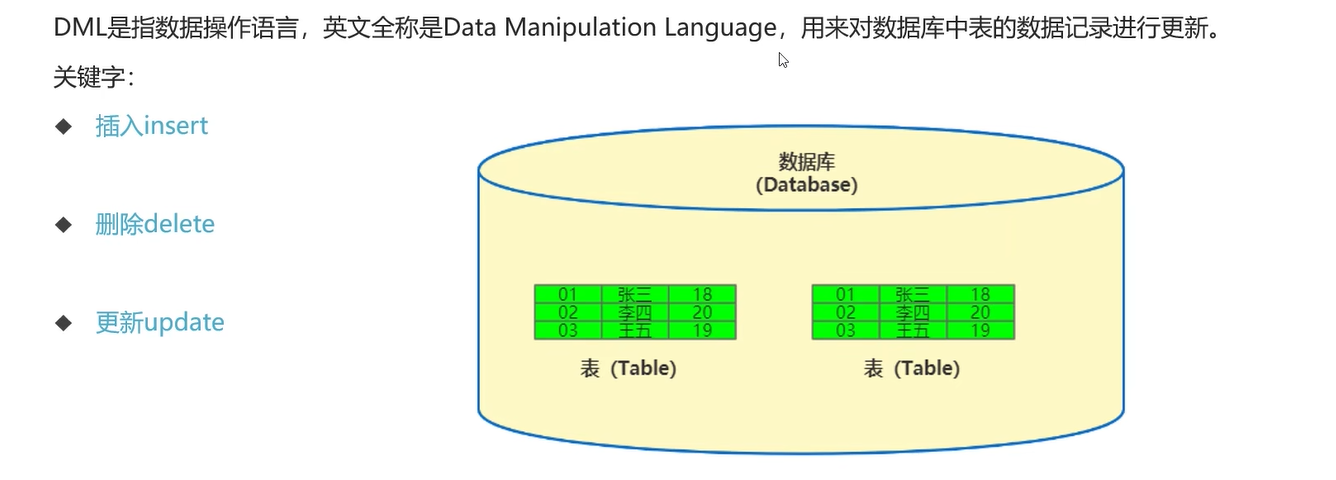 DML是指数据操作语言，英文全称是Data Manipulation Language，用来对数据库中表的数据记录进行更新。
关键字：
◆ 插入insert
◆ 删除delete
◆ 更新update
数据库
(Database)
01 张三 18
02 李四 20
03 王五 19
表 (Table)
01 张三 18
02 李四 20
03 王五 19
表 (Table)